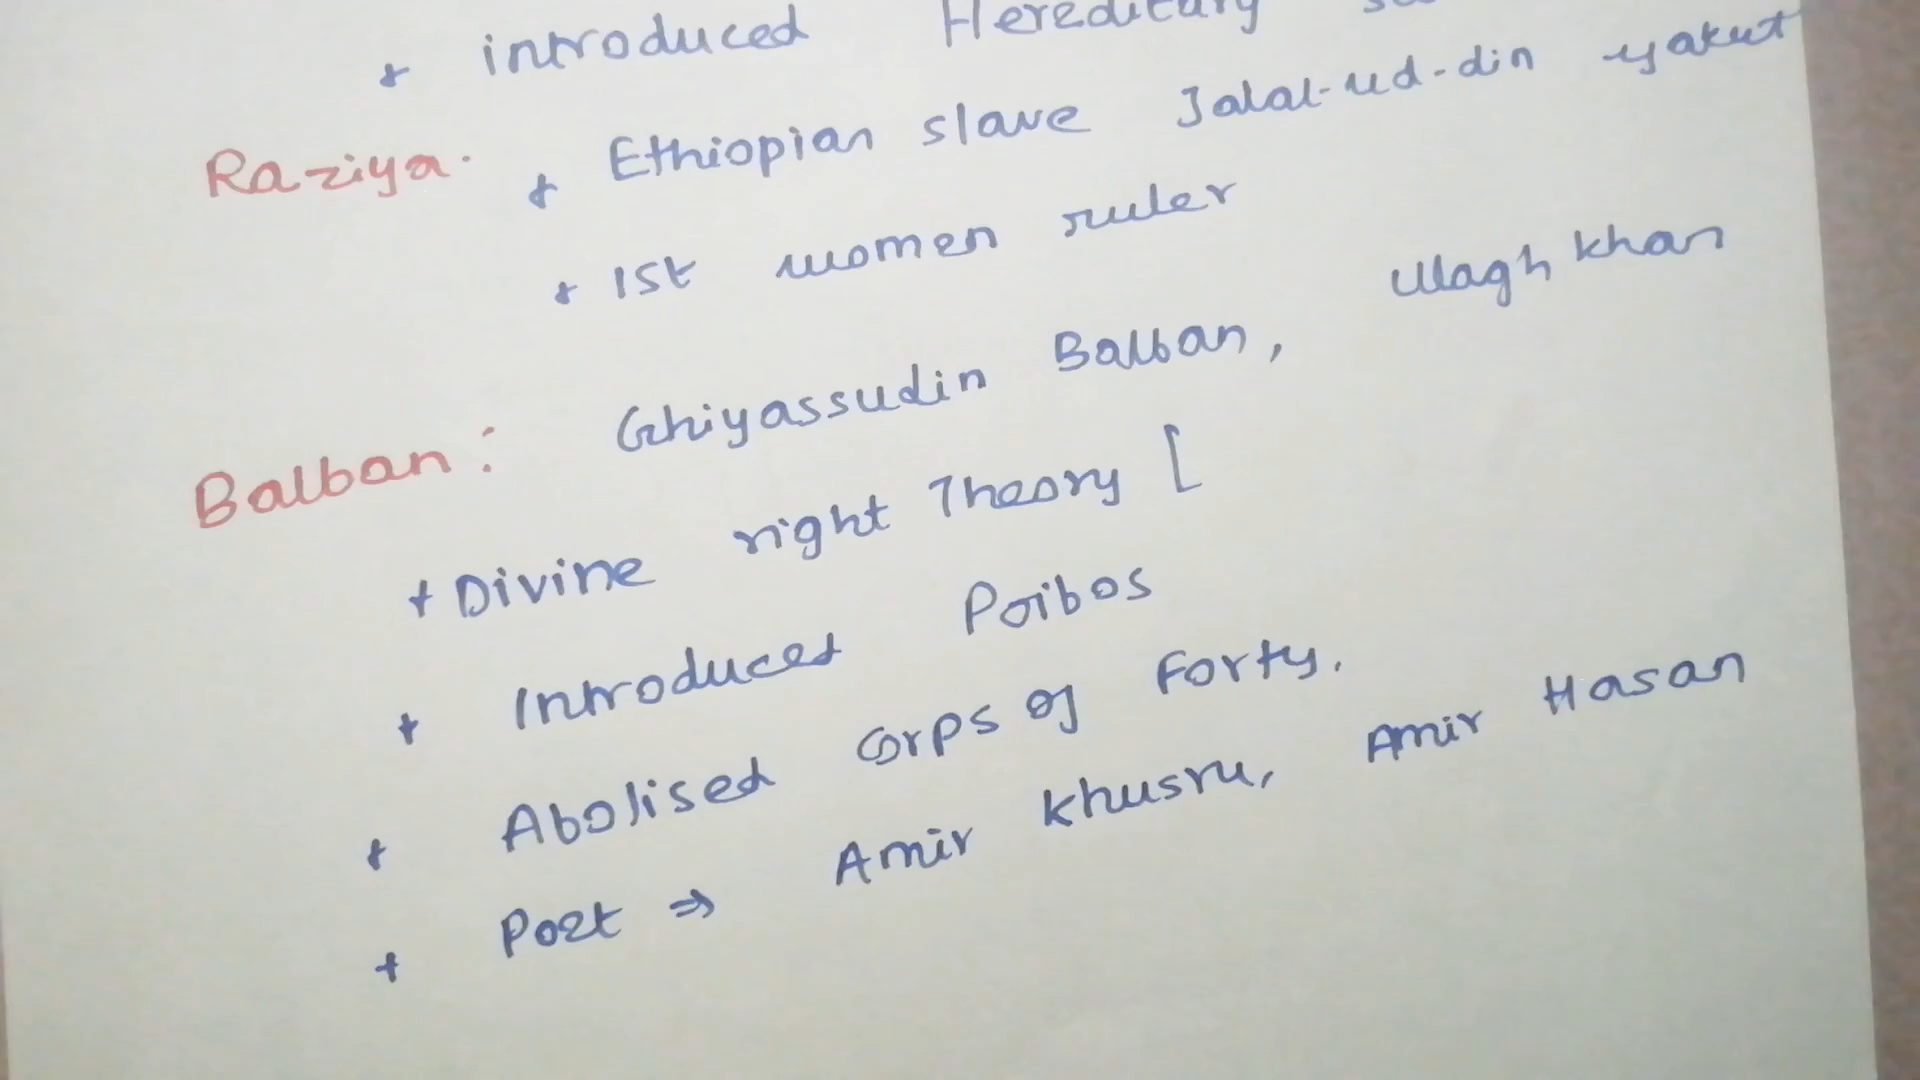 + introduced Hereditary
Raziya. + Ethiopian slave Jalal-ud-din yakut
+ 1st women ruler
Balban: Ghiyassudin Balban, Ulagh khan
+ Divine right Theory [
+ Introduced Poibos
+ Abolised Corps of Forty.
+ Poet ⇒ Amir khusru, Amir Hasan